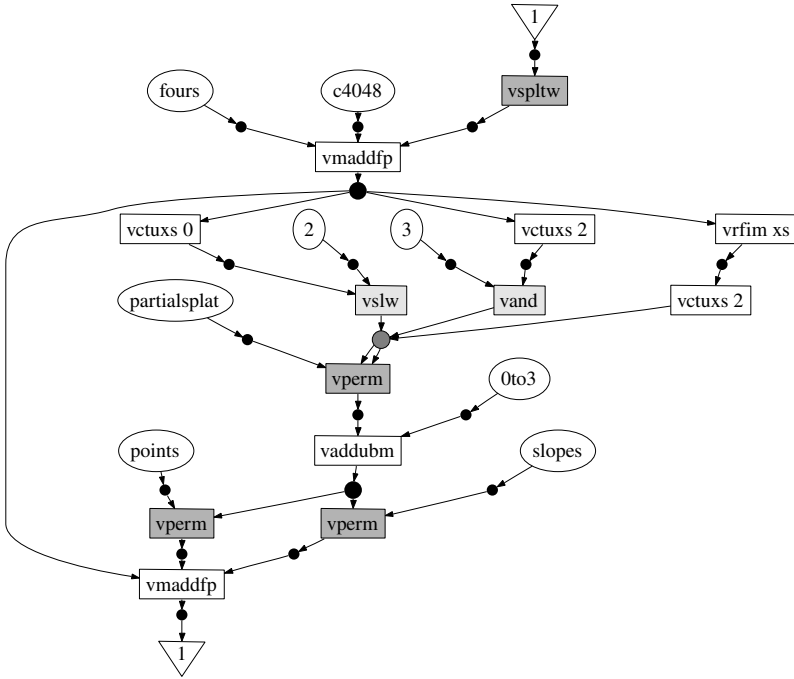 1
fours
c4048
vspltw
vmaddfp
vctuxs 0
2
3
vctuxs 2
vrfim xs
partialsplat
vslw
vand
vctuxs 2
vperm
0to3
points
vaddubm
slopes
vperm
vperm
vmaddfp
1